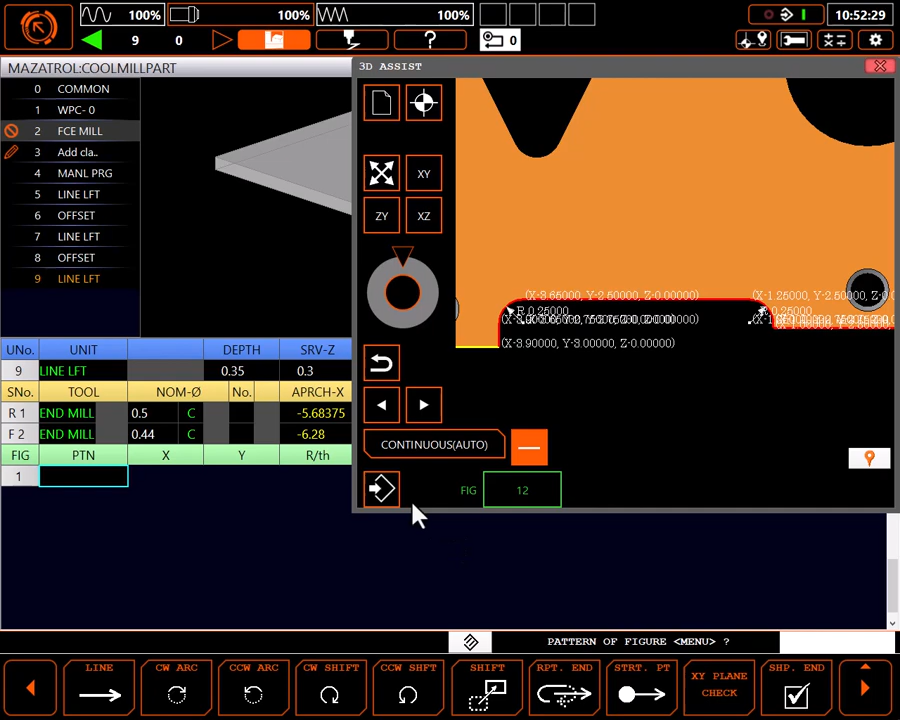 100% 100% 100% 10:52:29
9 0 ? 0
MAZATROL:COOLMILLPART
0 COMMON
1 WPC- 0
2 FCE MILL
3 Add cla..
4 MANL PRG
5 LINE LFT
6 OFFSET
7 LINE LFT
8 OFFSET
9 LINE LFT
3D ASSIST
XY
ZY XZ
(X-3.65000, Y-2.50000, Z-0.00000)
R 0.25000
(X-3.90000, Y-3.00000, Z-0.00000)
CONTINUOUS(AUTO)
FIG 12
UNo. UNIT DEPTH SRV-Z
9 LINE LFT 0.35 0.3
SNo. TOOL NOM-Ø No. APRCH-X
R 1 END MILL 0.5 C -5.68375
F 2 END MILL 0.44 C -6.28
FIG PTN X Y R/th
1
PATTERN OF FIGURE <MENU> ?
LINE CW ARC CCW ARC CW SHIFT CCW SHFT SHIFT RPT. END STRT. PT XY PLANE CHECK SHP. END